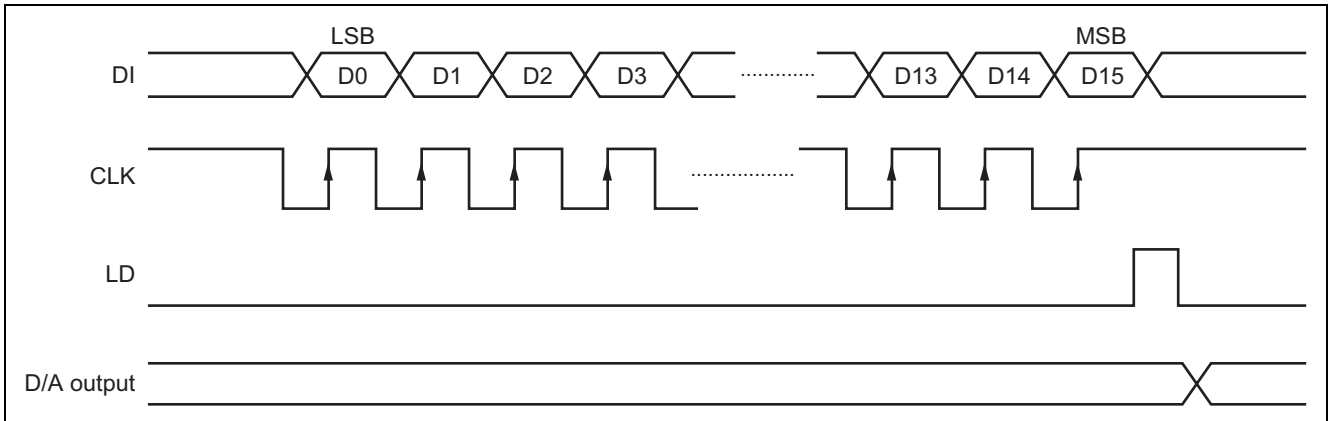 LSB MSB
DI D0 D1 D2 D3 D13 D14 D15
CLK
LD
D/A output